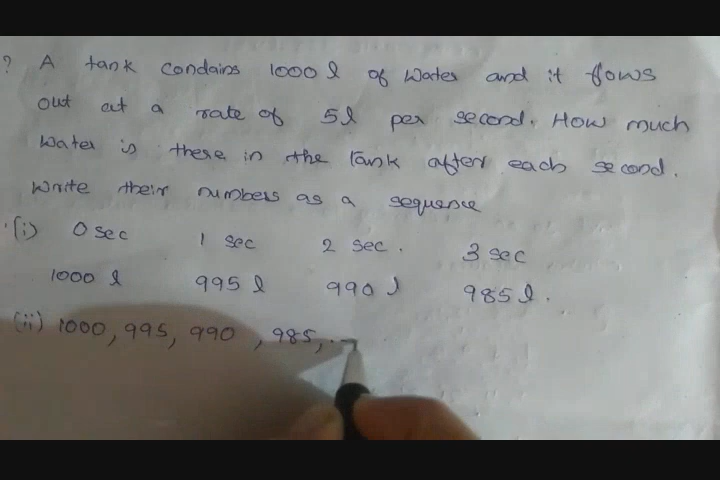 ? A tank condains 1000 l of water and it flows
out at a rate of 5l per second. How much
water is there in the tank after each second.
Write their numbers as a sequence
(i) 0 sec 1 sec 2 sec. 3 sec
1000 l 995 l 990 l 985 l.
(ii) 1000, 995, 990, 985, ..